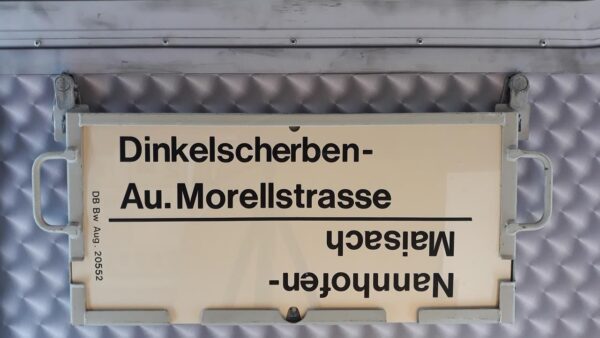 Dinkelscherben-
Au. Morellstrasse
Nannhofen-
Maisach
DB Bw Aug. 20552